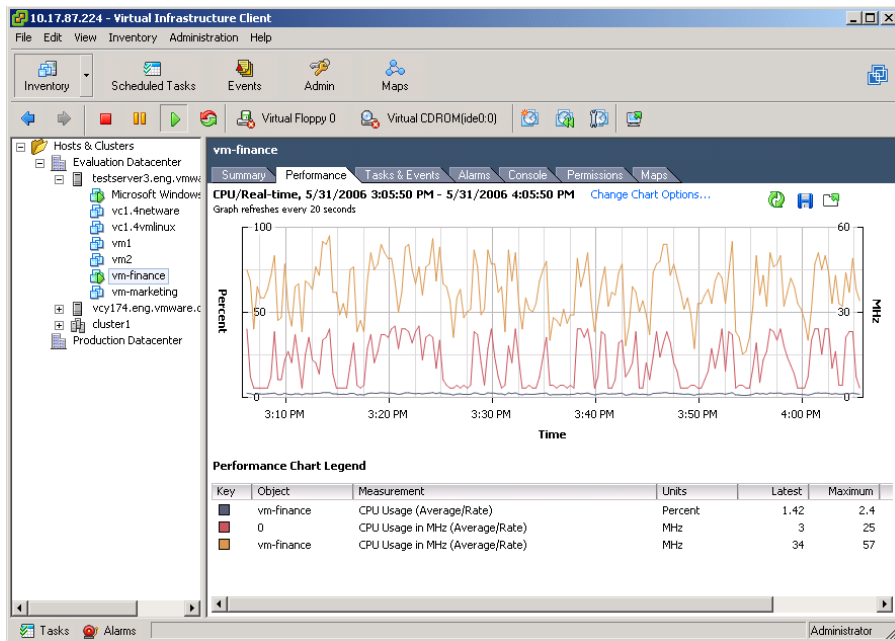 10.17.87.224 - Virtual Infrastructure Client
File Edit View Inventory Administration Help
Inventory Scheduled Tasks Events Admin Maps
Virtual Floppy 0 Virtual CDROM(ide0:0)
Hosts & Clusters
Evaluation Datacenter
testserver3.eng.vmwa
Microsoft Windows
vc1.4netware
vc1.4vmlinux
vm1
vm2
vm-finance
vm-marketing
vcy174.eng.vmware.c
cluster1
Production Datacenter
vm-finance
Summary Performance Tasks & Events Alarms Console Permissions Maps
CPU/Real-time, 5/31/2006 3:05:50 PM - 5/31/2006 4:05:50 PM Change Chart Options...
Graph refreshes every 20 seconds
100 60
Percent
50 30
MHz
0 0
3:10 PM 3:20 PM 3:30 PM 3:40 PM 3:50 PM 4:00 PM
Time
Performance Chart Legend
Key Object Measurement Units Latest Maximum
vm-finance CPU Usage (Average/Rate) Percent 1.42 2.4
0 CPU Usage in MHz (Average/Rate) MHz 3 25
vm-finance CPU Usage in MHz (Average/Rate) MHz 34 57
Tasks Alarms Administrator